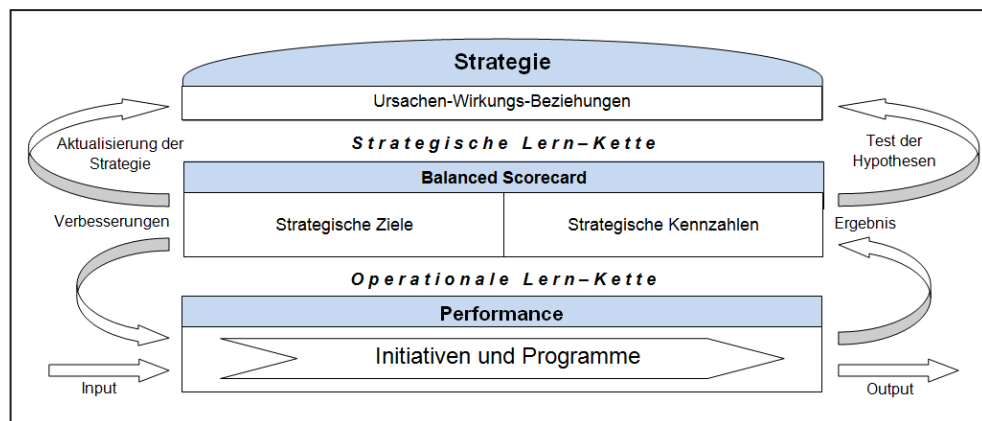 Strategie
Ursachen-Wirkungs-Beziehungen
Aktualisierung der
Strategie
Strategische Lern–Kette
Test der
Hypothesen
Balanced Scorecard
Verbesserungen
Strategische Ziele
Strategische Kennzahlen
Ergebnis
Operationale Lern–Kette
Performance
Initiativen und Programme
Input
Output